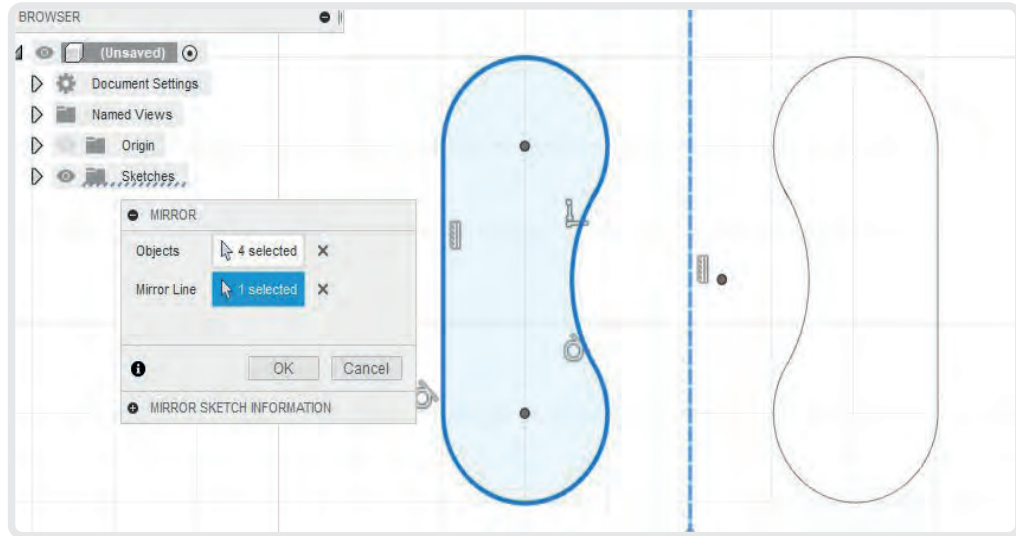 BROWSER
(Unsaved)
Document Settings
Named Views
Origin
Sketches
MIRROR
Objects 4 selected
Mirror Line 1 selected
OK Cancel
MIRROR SKETCH INFORMATION